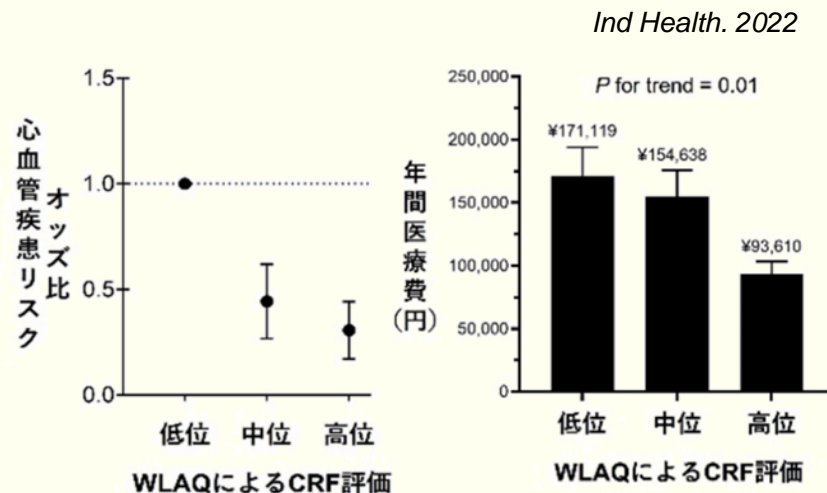 Ind Health. 2022
心血管疾患リスク
オッズ比
1.5
1.0
0.5
0.0
低位 中位 高位
WLAQによるCRF評価
年間医療費(円)
250,000
200,000
150,000
100,000
50,000
0
P for trend = 0.01
¥171,119
¥154,638
¥93,610
低位 中位 高位
WLAQによるCRF評価